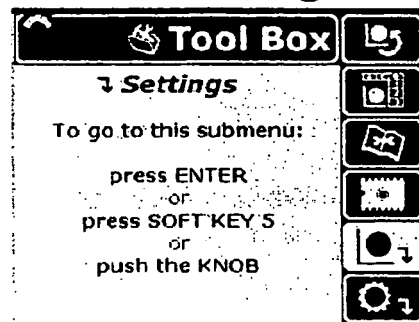 Tool Box
Settings
To go to this submenu:
press ENTER
or
press SOFT KEY 5
or
push the KNOB